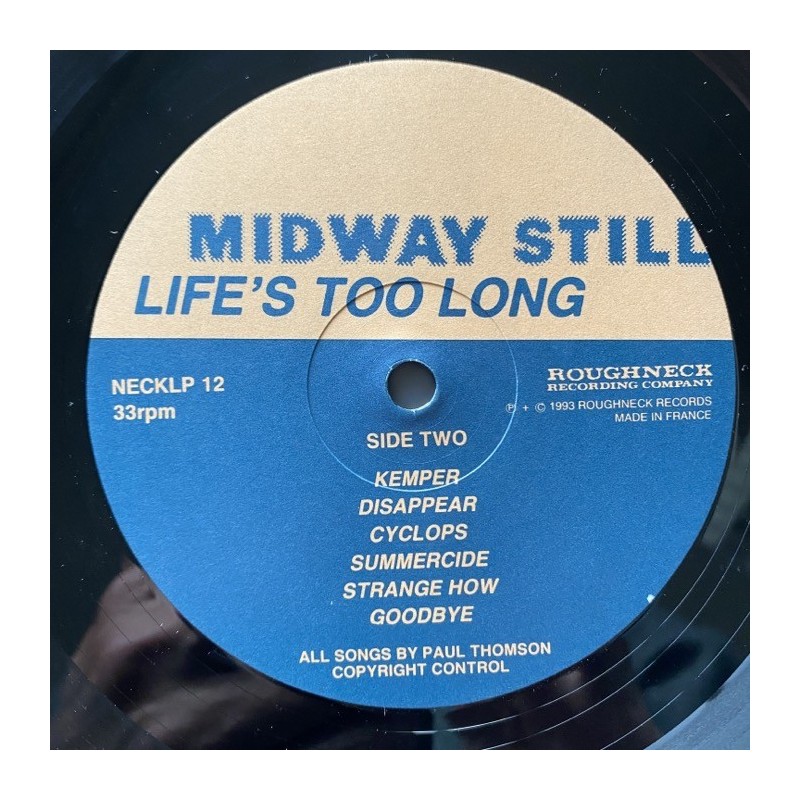 MIDWAY STILL
LIFE'S TOO LONG
NECKLP 12
33rpm
ROUGHNECK
RECORDING COMPANY
℗ + © 1993 ROUGHNECK RECORDS
MADE IN FRANCE
SIDE TWO
KEMPER
DISAPPEAR
CYCLOPS
SUMMERCIDE
STRANGE HOW
GOODBYE
ALL SONGS BY PAUL THOMSON
COPYRIGHT CONTROL